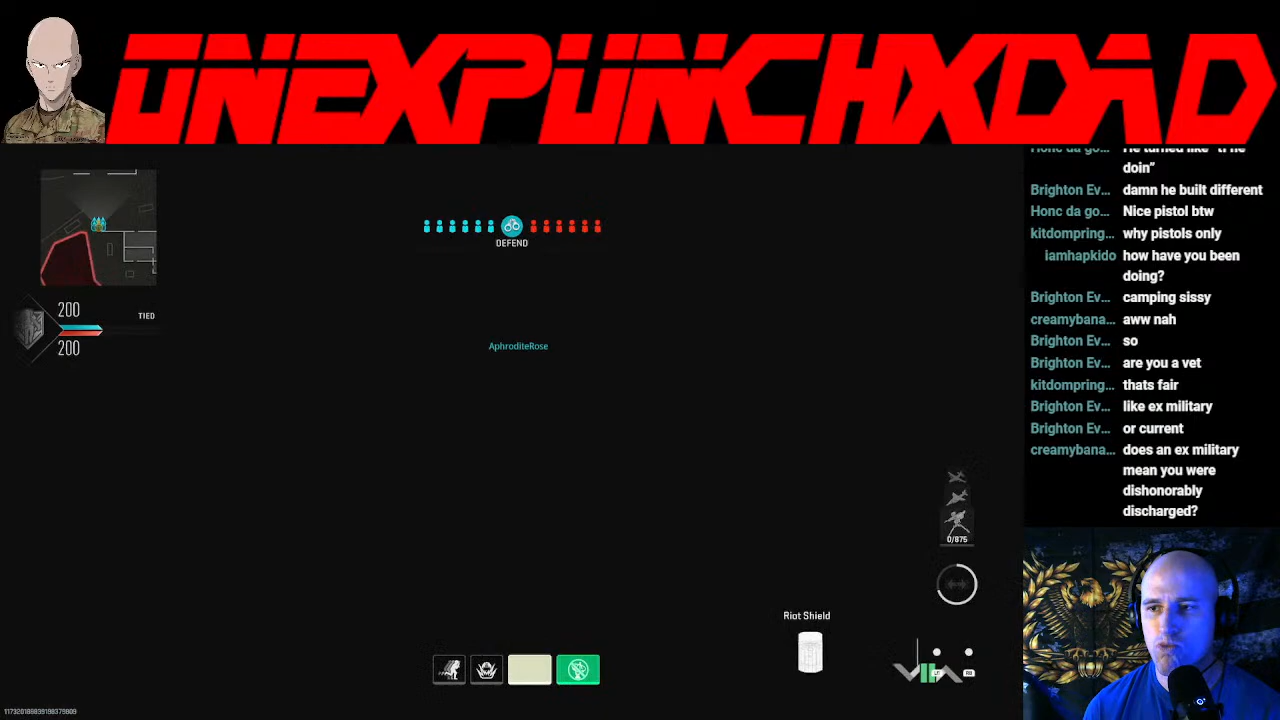 ONEXPUNCHXDAD
DEFEND
200
TIED
200
AphroditeRose
0/875
Riot Shield
Honc da go...
doin"
Brighton Ev... damn he built different
Honc da go... Nice pistol btw
kitdompring... why pistols only
iamhapkido how have you been
doing?
Brighton Ev... camping sissy
creamybana... aww nah
Brighton Ev... so
Brighton Ev... are you a vet
kitdompring... thats fair
Brighton Ev... like ex military
Brighton Ev... or current
creamybana... does an ex military
mean you were
dishonorably
discharged?